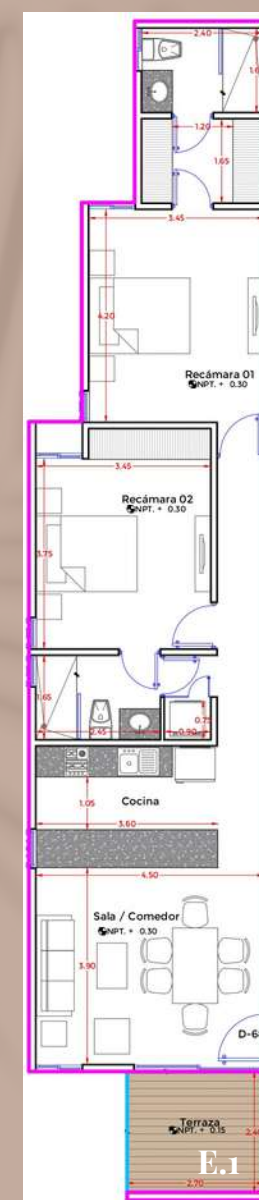 2.40
1.20
1.65
3.45
4.20
Recámara 01
NPT. + 0.30
3.45
Recámara 02
NPT. + 0.30
3.75
1.65
2.45
0.90
Cocina
1.05
3.60
4.50
Sala / Comedor
NPT. + 0.30
3.90
Terraza
NPT. + 0.15
E.1
2.70